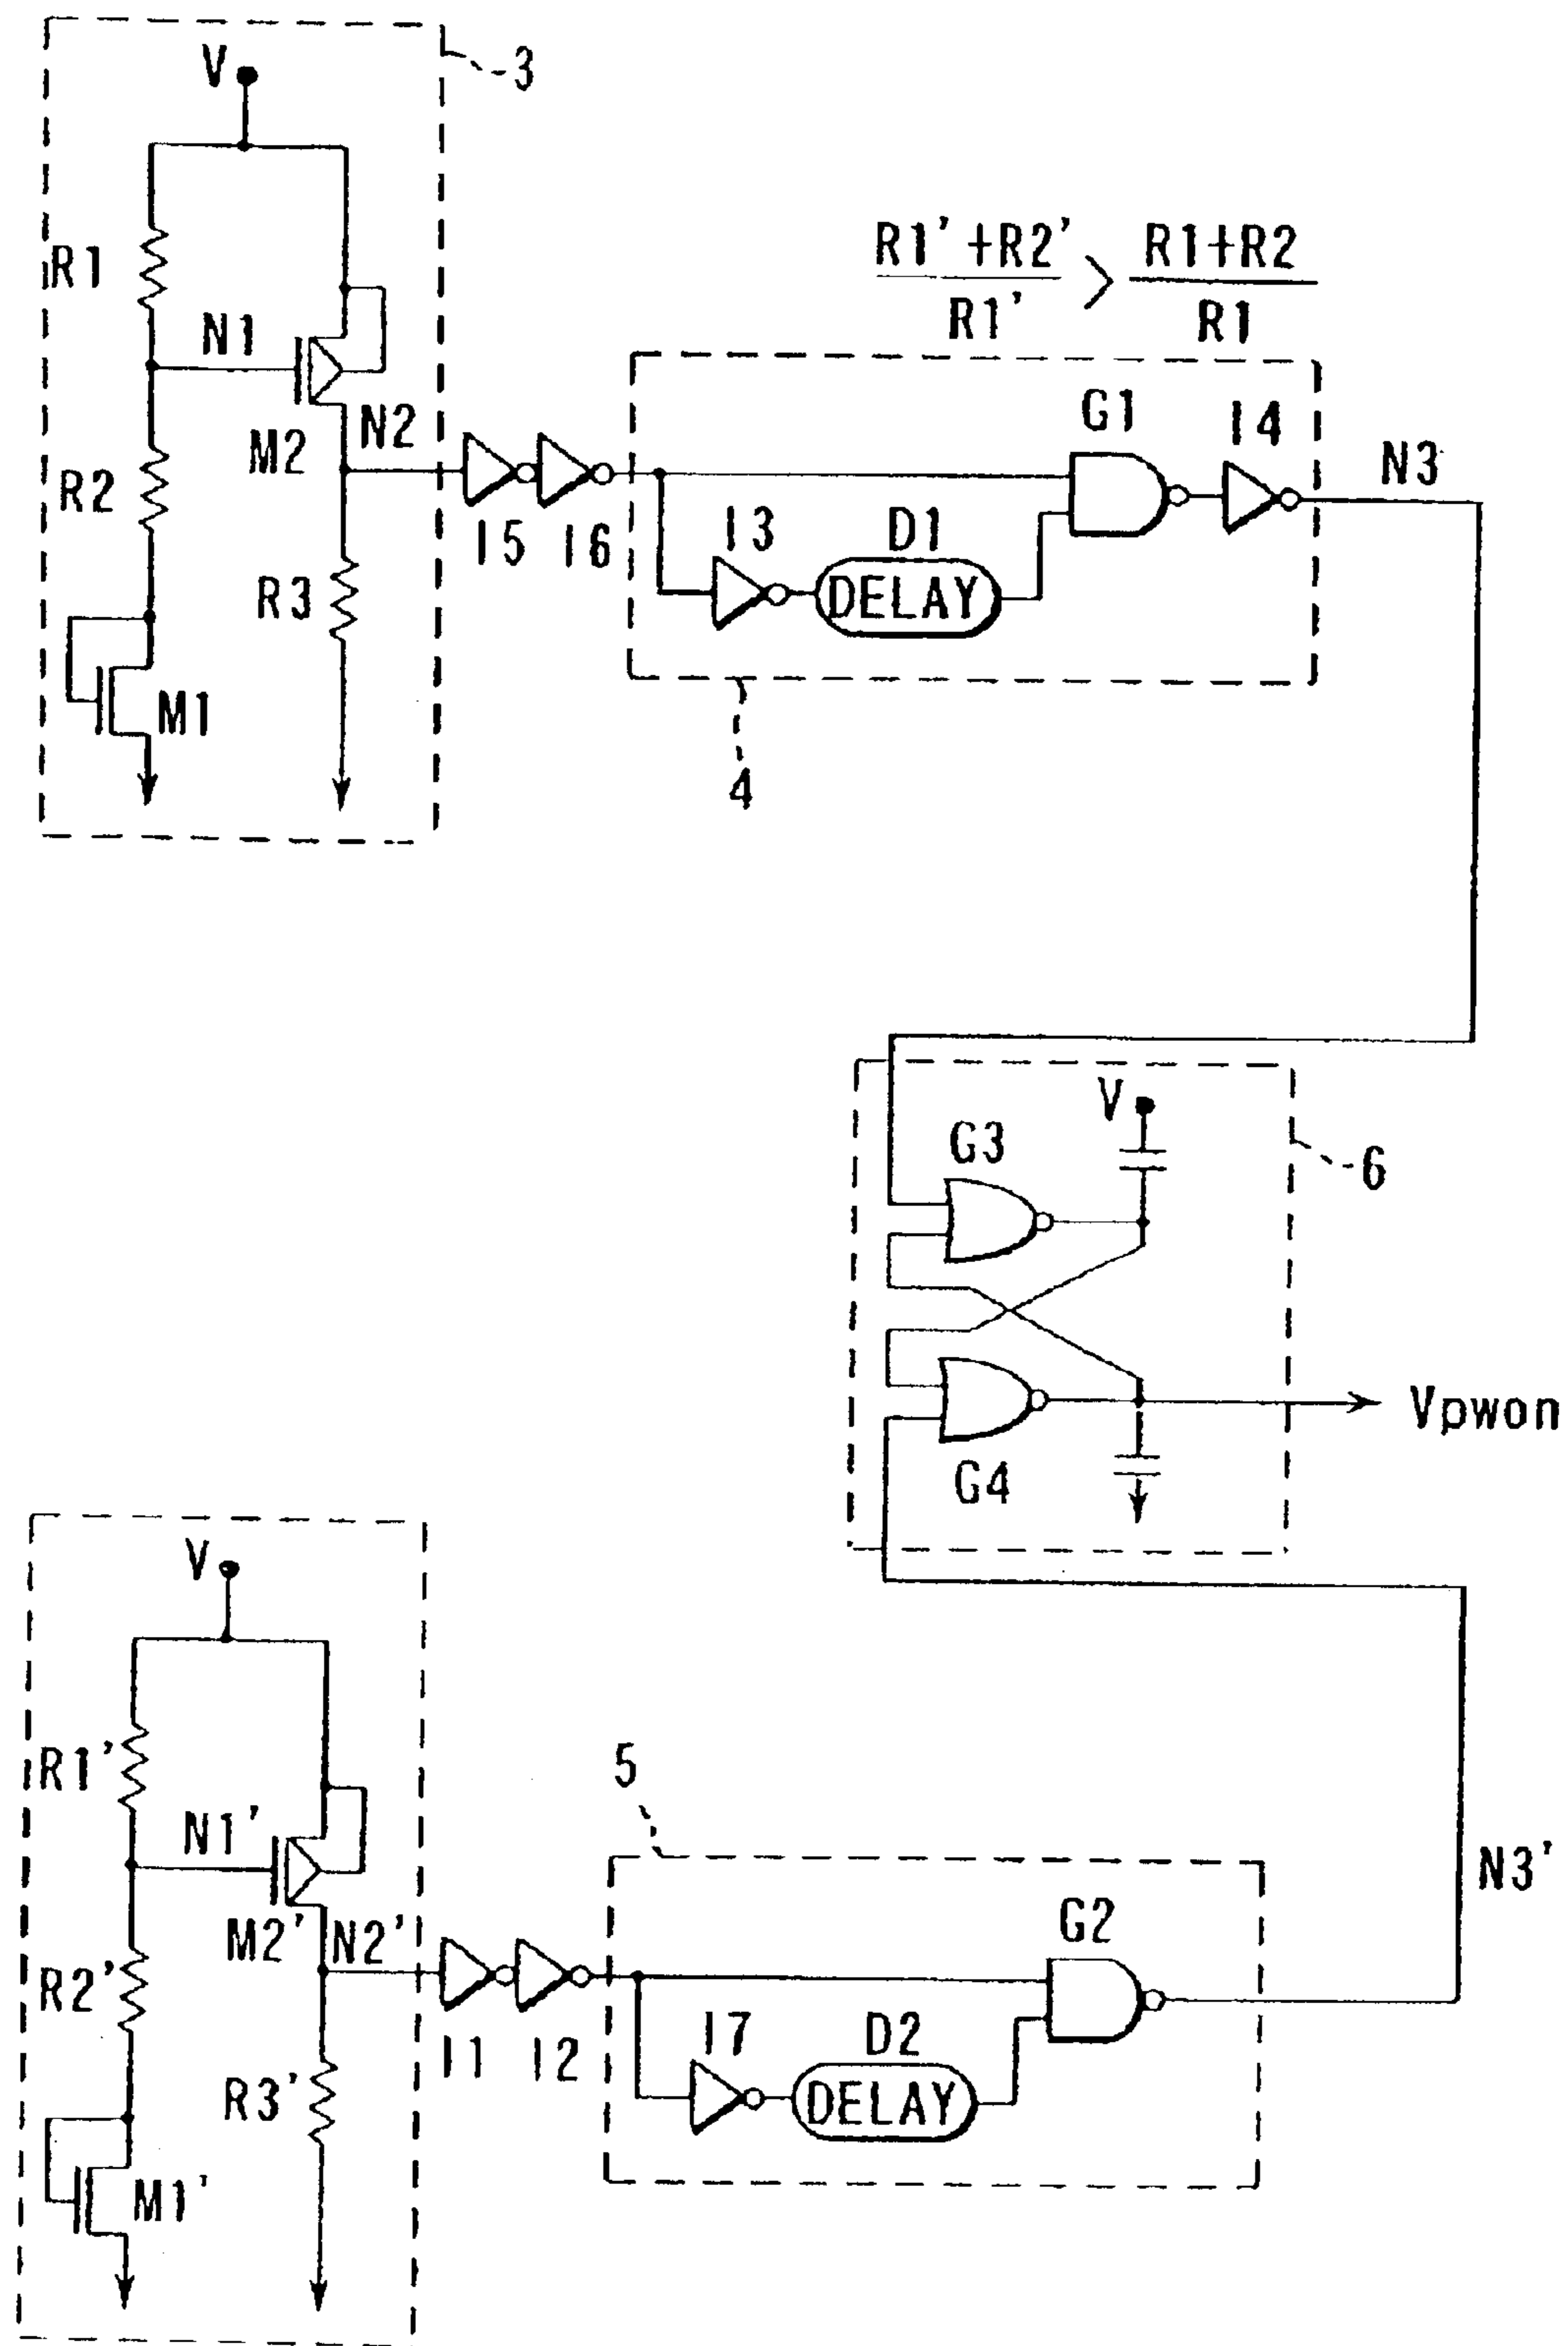 3
V
R1
N1
M2
N2
R2
R3
M1
I5
I6
R1'+R2'
R1'
>
R1+R2
R1
G1
I4
N3
I3
D1
DELAY
4
V
G3
6
Vpwon
G4
V
R1'
N1'
M2'
N2'
R2'
R3'
M1'
I1
I2
5
G2
N3'
I7
D2
DELAY